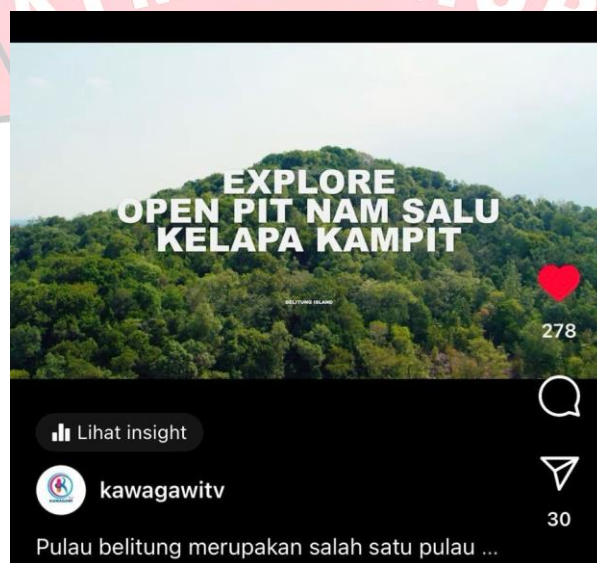 EXPLORE
OPEN PIT NAM SALU
KELAPA KAMPIT
BELITUNG ISLAND
278
Lihat insight
kawagawitv
30
Pulau belitung merupakan salah satu pulau ...